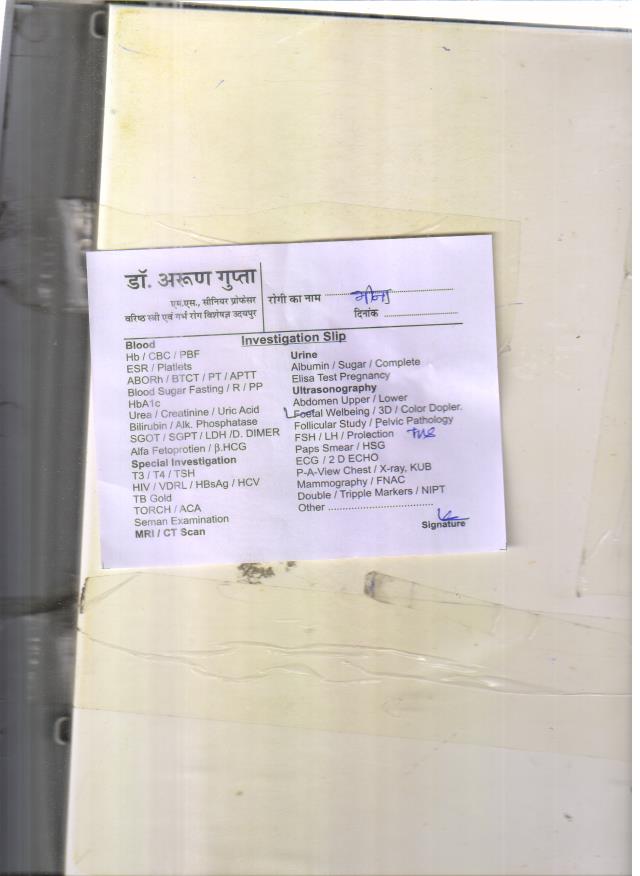 डॉ. अरूण गुप्ता
एम.एस., सीनियर प्रोफेसर
वरिष्ठ स्त्री एवं गर्भ रोग विशेषज्ञ उदयपुर
रोगी का नाम मीना
दिनांक
Investigation Slip
Blood
Hb / CBC / PBF
ESR / Platlets
ABORh / BTCT / PT / APTT
Blood Sugar Fasting / R / PP
HbA1c
Urea / Creatinine / Uric Acid
Bilirubin / Alk. Phosphatase
SGOT / SGPT / LDH /D. DIMER
Alfa Fetoprotien / β.HCG
Special Investigation
T3 / T4 / TSH
HIV / VDRL / HBsAg / HCV
TB Gold
TORCH / ACA
Seman Examination
MRI / CT Scan
Urine
Albumin / Sugar / Complete
Elisa Test Pregnancy
Ultrasonography
Abdomen Upper / Lower
Foetal Welbeing / 3D / Color Dopler.
Follicular Study / Pelvic Pathology
FSH / LH / Prolection
Paps Smear / HSG
ECG / 2 D ECHO
P-A-View Chest / X-ray, KUB
Mammography / FNAC
Double / Tripple Markers / NIPT
Other ................................
Signature